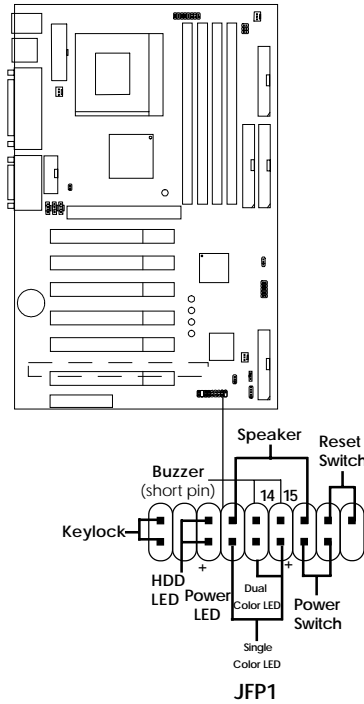 Speaker
Reset
Switch
Buzzer
(short pin)
14 15
Keylock
+
+
HDD
LED
Power
LED
Dual
Color LED
Power
Switch
Single
Color LED
JFP1